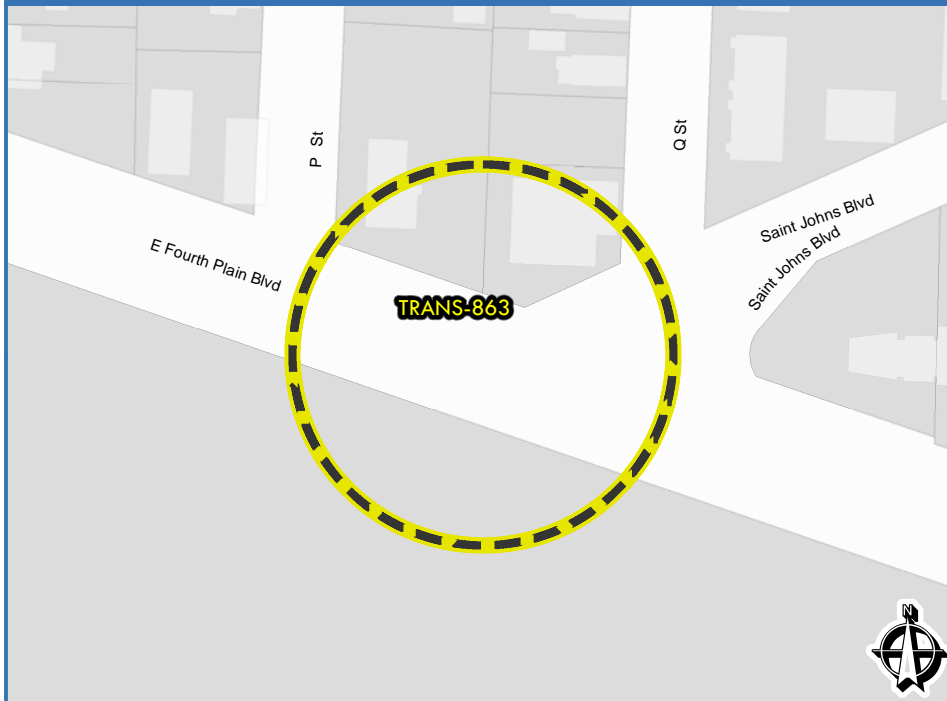 P St
Q St
Saint Johns Blvd
Saint Johns Blvd
E Fourth Plain Blvd
TRANS-863
N